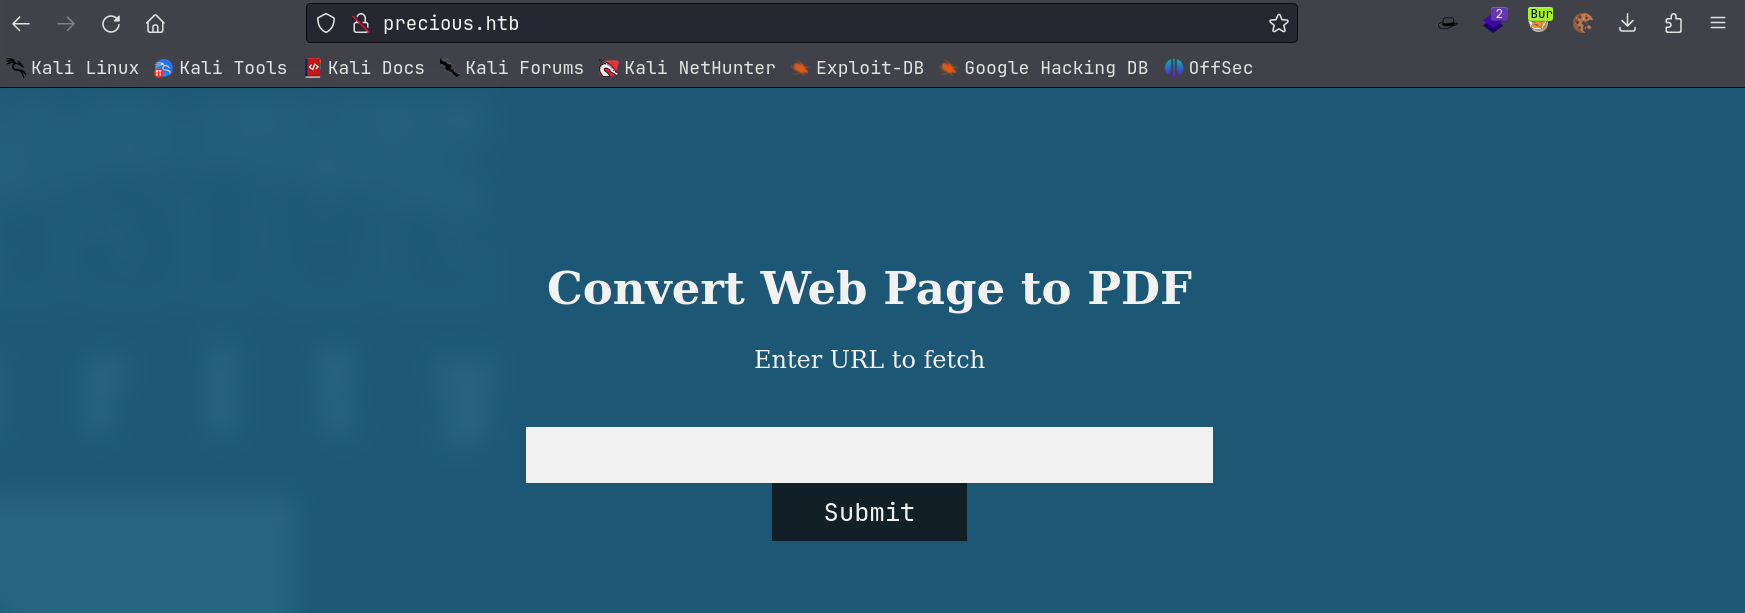 precious.htb
2
Bur
Kali Linux Kali Tools Kali Docs Kali Forums Kali NetHunter Exploit-DB Google Hacking DB OffSec
Convert Web Page to PDF
Enter URL to fetch
Submit